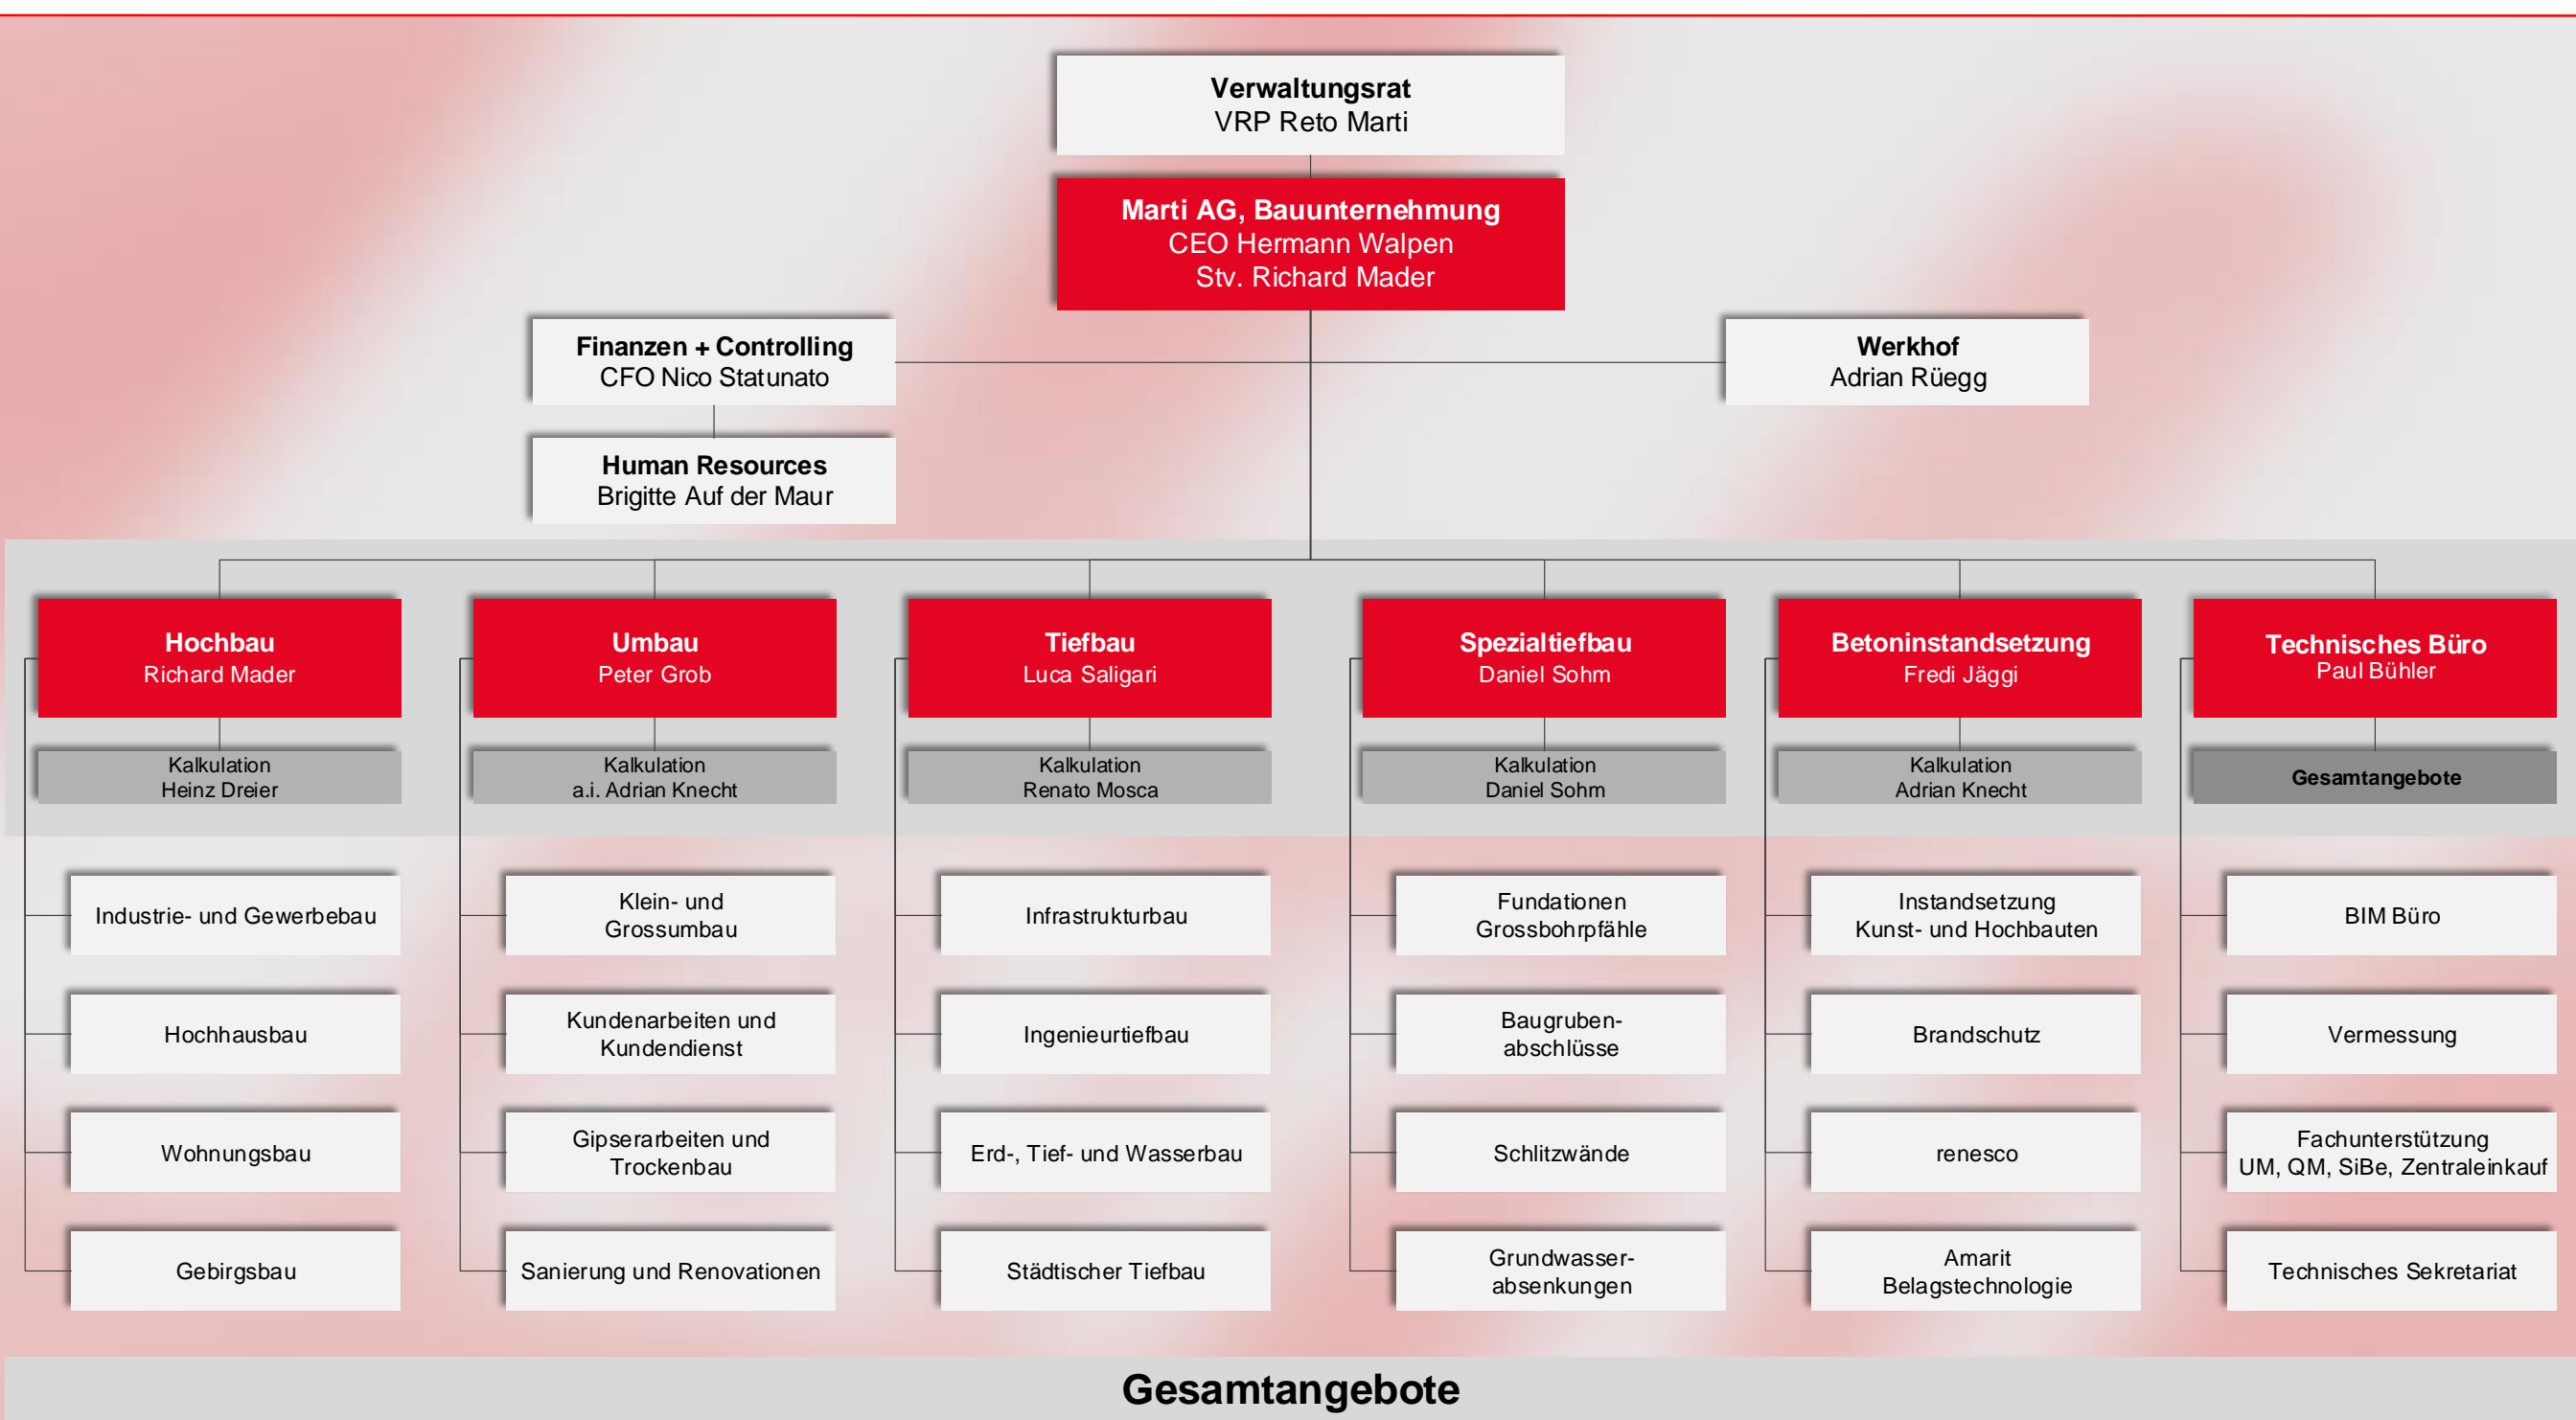 Verwaltungsrat
VRP Reto Marti
Marti AG, Bauunternehmung
CEO Hermann Walpen
Stv. Richard Mader
Finanzen + Controlling
CFO Nico Statunato
Werkhof
Adrian Rüegg
Human Resources
Brigitte Auf der Maur
Hochbau
Richard Mader
Kalkulation
Heinz Dreier
Industrie- und Gewerbebau
Hochhausbau
Wohnungsbau
Gebirgsbau
Umbau
Peter Grob
Kalkulation
a.i. Adrian Knecht
Klein- und
Grossumbau
Kundenarbeiten und
Kundendienst
Gipserarbeiten und
Trockenbau
Sanierung und Renovationen
Tiefbau
Luca Saligari
Kalkulation
Renato Mosca
Infrastrukturbau
Ingenieurtiefbau
Erd-, Tief- und Wasserbau
Städtischer Tiefbau
Spezialtiefbau
Daniel Sohm
Kalkulation
Daniel Sohm
Fundationen
Grossbohrpfähle
Baugruben-
abschlüsse
Schlitzwände
Grundwasser-
absenkungen
Betoninstandsetzung
Fredi Jäggi
Kalkulation
Adrian Knecht
Instandsetzung
Kunst- und Hochbauten
Brandschutz
renesco
Amarit
Belagstechnologie
Technisches Büro
Paul Bühler
Gesamtangebote
BIM Büro
Vermessung
Fachunterstützung
UM, QM, SiBe, Zentraleinkauf
Technisches Sekretariat
Gesamtangebote